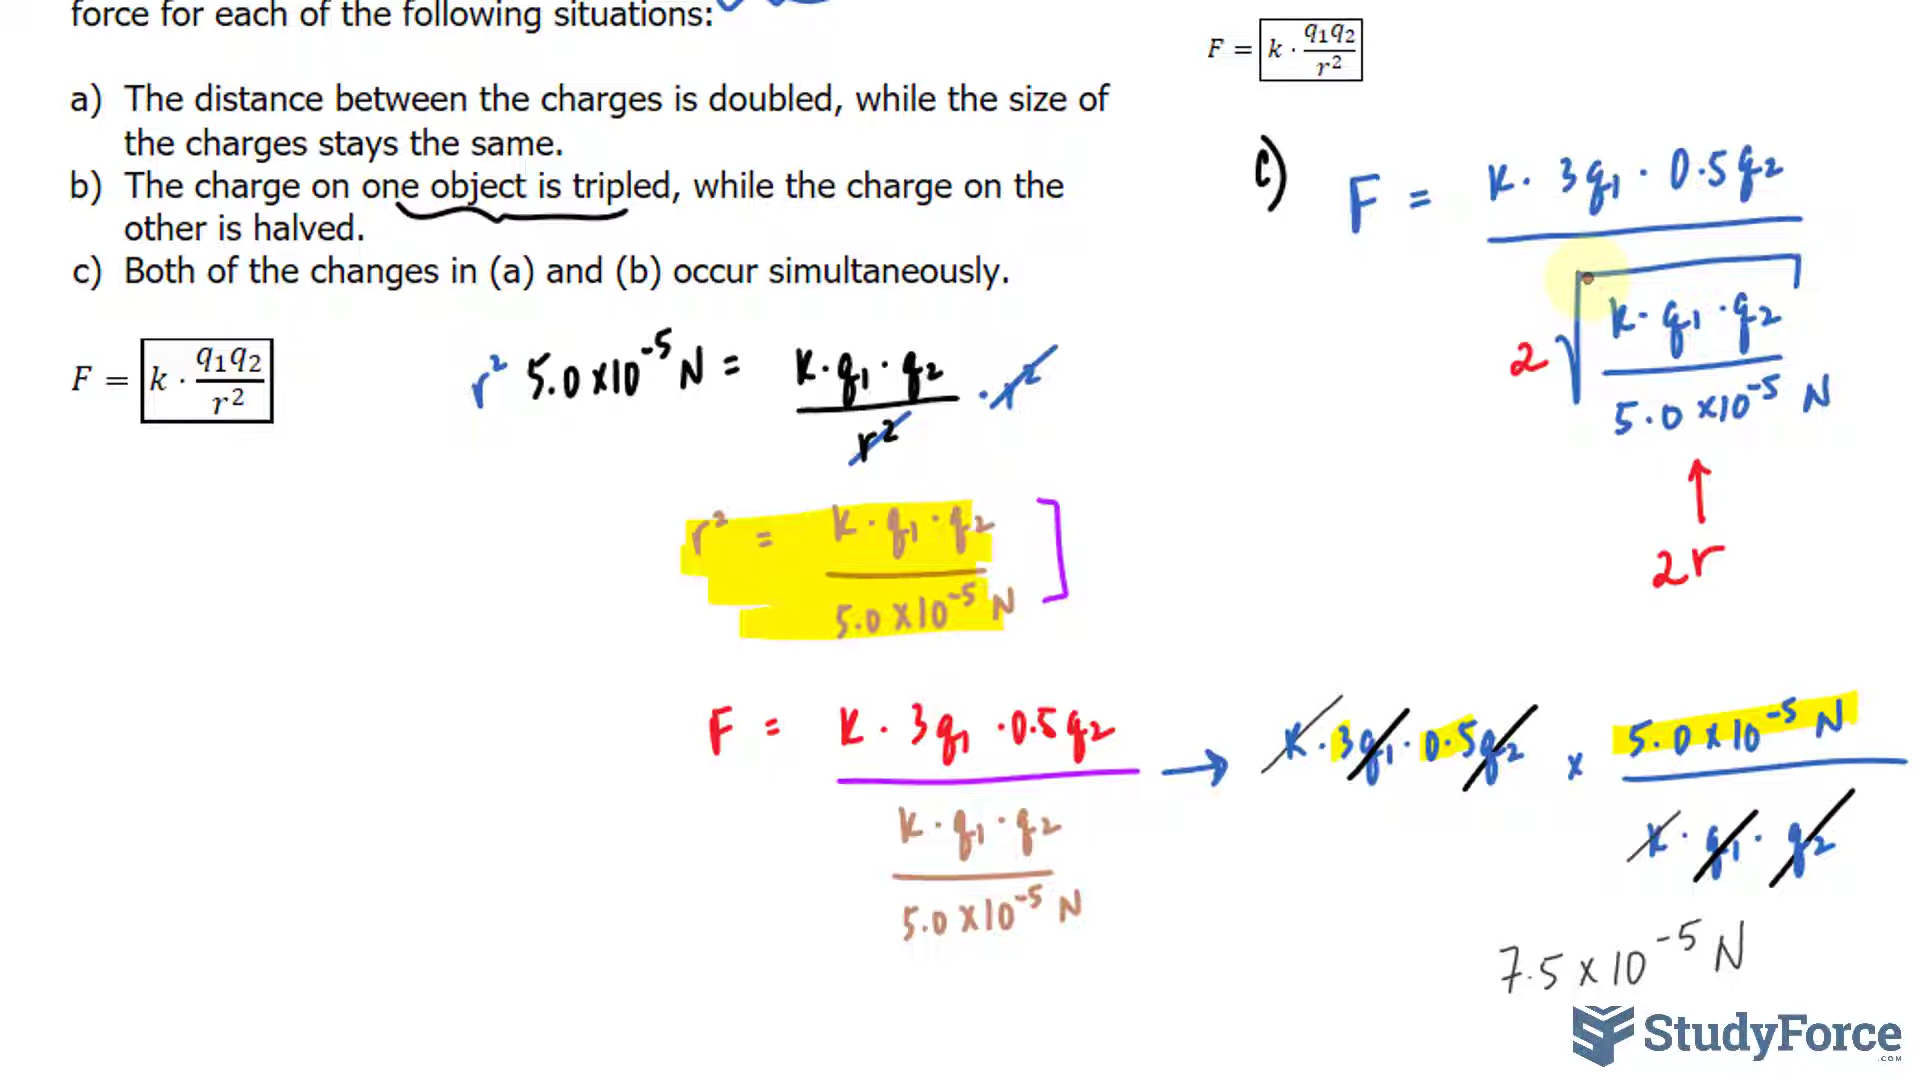 force for each of the following situations:
a) The distance between the charges is doubled, while the size of
the charges stays the same.
b) The charge on one object is tripled, while the charge on the
other is halved.
c) Both of the changes in (a) and (b) occur simultaneously.
F = k · q₁q₂ / r²
r² 5.0 x 10⁻⁵ N = k · q₁ · q₂ / r² · r²
r² = k · q₁ · q₂ / 5.0 x 10⁻⁵ N
F = k · 3q₁ · 0.5q₂ / (k · q₁ · q₂ / 5.0 x 10⁻⁵ N) → k · 3q₁ · 0.5q₂ x 5.0 x 10⁻⁵ N / k · q₁ · q₂
7.5 x 10⁻⁵ N
F = k · q₁q₂ / r²
c) F = k · 3q₁ · 0.5q₂ / 2 √(k · q₁ · q₂ / 5.0 x 10⁻⁵ N)
↑
2r
StudyForce
.COM